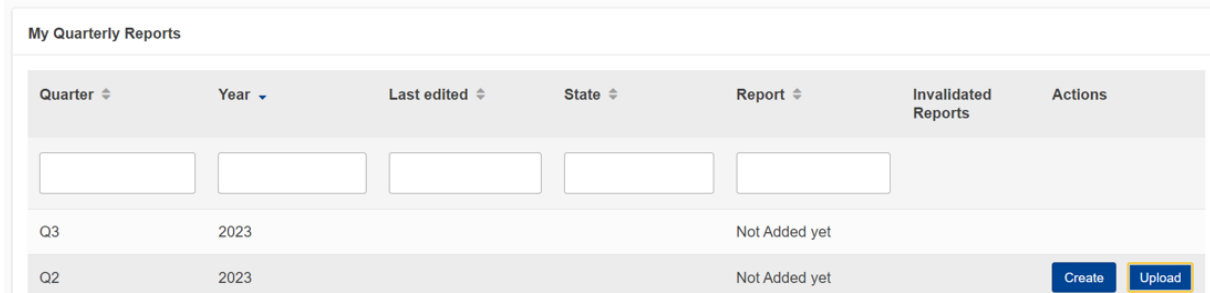 My Quarterly Reports
Quarter Year Last edited State Report Invalidated Reports Actions
Q3 2023 Not Added yet
Q2 2023 Not Added yet Create Upload